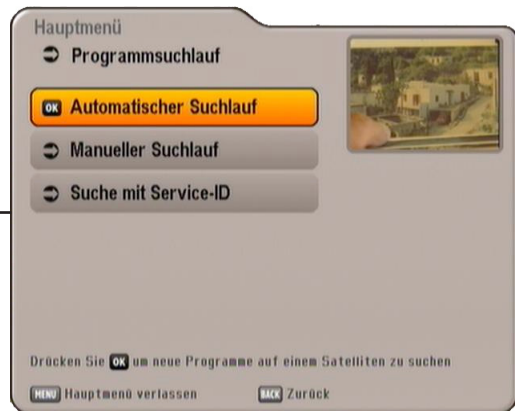 Hauptmenü
Programmsuchlauf
OK Automatischer Suchlauf
Manueller Suchlauf
Suche mit Service-ID
Drücken Sie OK um neue Programme auf einem Satelliten zu suchen
MENU Hauptmenü verlassen BACK Zurück